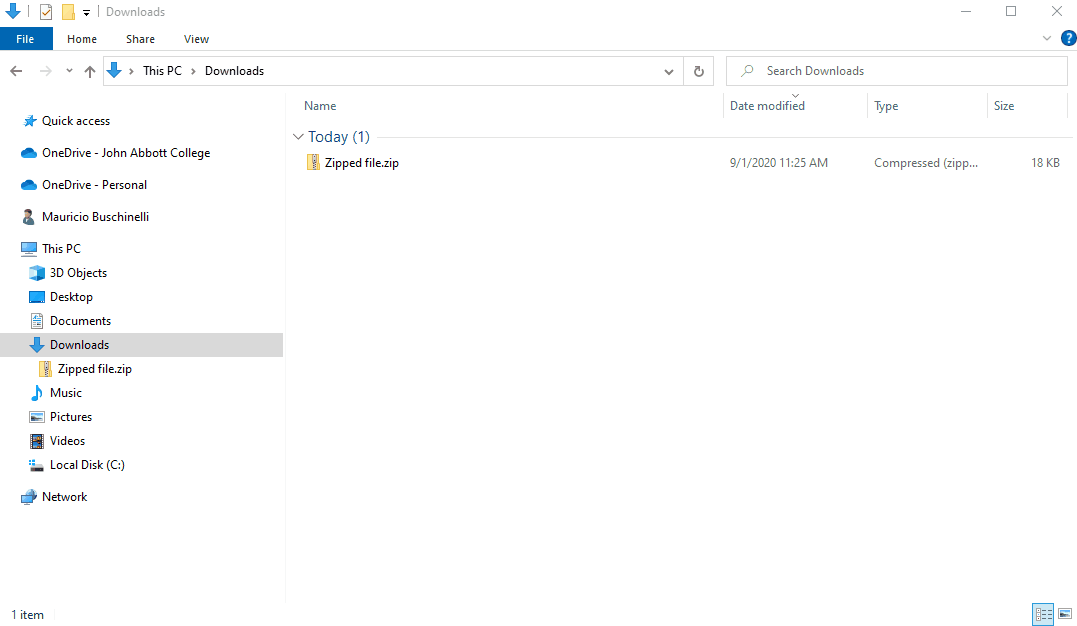 Downloads
File Home Share View
This PC Downloads
Search Downloads
Name Date modified Type Size
Quick access
Today (1)
OneDrive - John Abbott College
Zipped file.zip 9/1/2020 11:25 AM Compressed (zipp... 18 KB
OneDrive - Personal
Mauricio Buschinelli
This PC
3D Objects
Desktop
Documents
Downloads
Zipped file.zip
Music
Pictures
Videos
Local Disk (C:)
Network
1 item